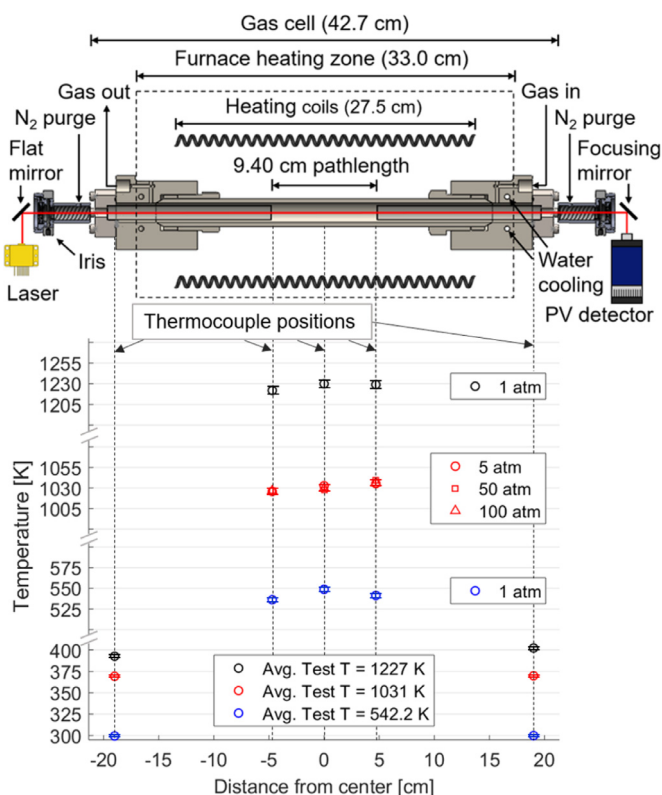 Gas cell (42.7 cm)
Furnace heating zone (33.0 cm)
Gas out
Gas in
N₂ purge
Heating coils (27.5 cm)
N₂ purge
Flat
mirror
Focusing
mirror
9.40 cm pathlength
Iris
Water
cooling
Laser
PV detector
Thermocouple positions
1255
1230
1205
1 atm
1055
1030
1005
5 atm
50 atm
100 atm
575
550
525
1 atm
400
375
350
325
300
Avg. Test T = 1227 K
Avg. Test T = 1031 K
Avg. Test T = 542.2 K
Temperature [K]
-20 -15 -10 -5 0 5 10 15 20
Distance from center [cm]